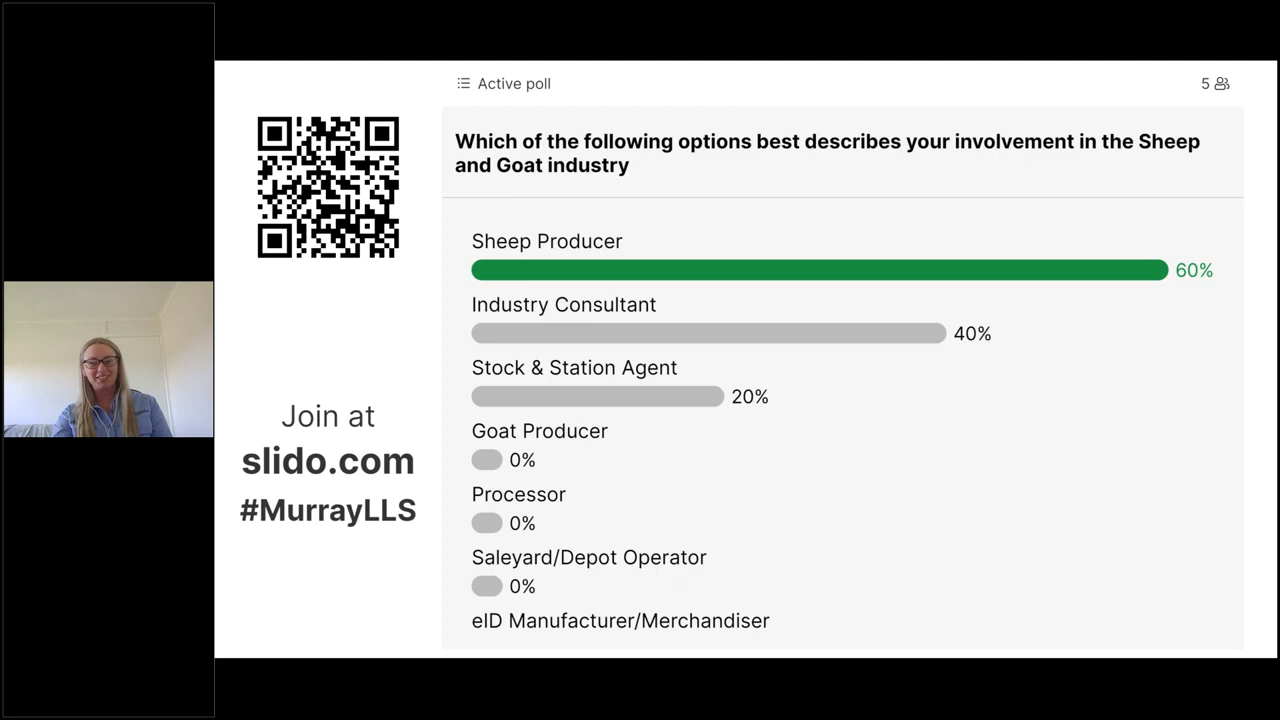 Active poll
5
Which of the following options best describes your involvement in the Sheep
and Goat industry
Sheep Producer
60%
Industry Consultant
40%
Stock & Station Agent
20%
Goat Producer
0%
Processor
0%
Saleyard/Depot Operator
0%
eID Manufacturer/Merchandiser
Join at
slido.com
#MurrayLLS